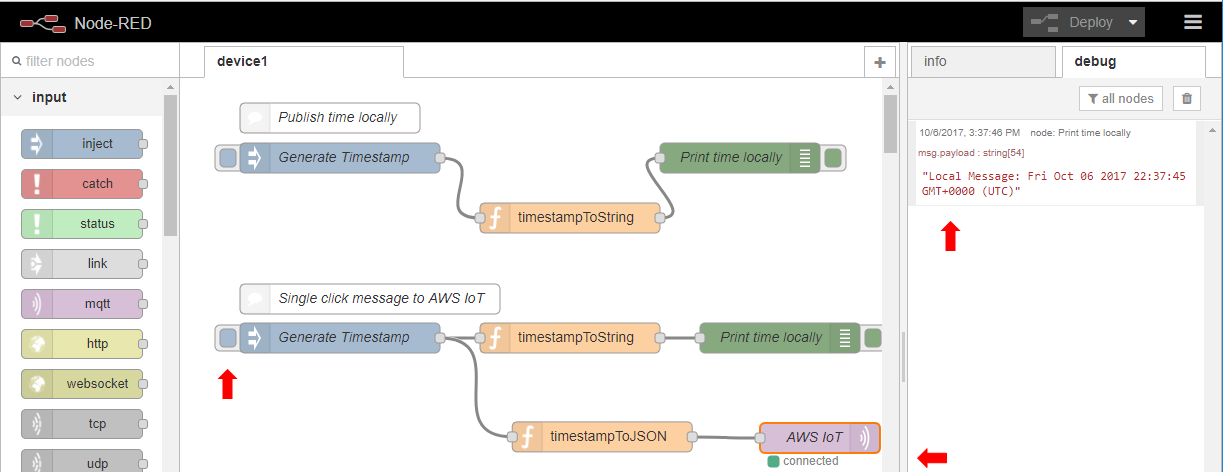 Node-RED
Deploy
filter nodes
device1
info
debug
input
all nodes
inject
catch
status
link
mqtt
http
websocket
tcp
udp
Publish time locally
Generate Timestamp
Print time locally
timestampToString
Single click message to AWS IoT
Generate Timestamp
timestampToString
Print time locally
timestampToJSON
AWS IoT
connected
10/6/2017, 3:37:46 PM node: Print time locally
msg.payload : string[54]
"Local Message: Fri Oct 06 2017 22:37:45
GMT+0000 (UTC)"